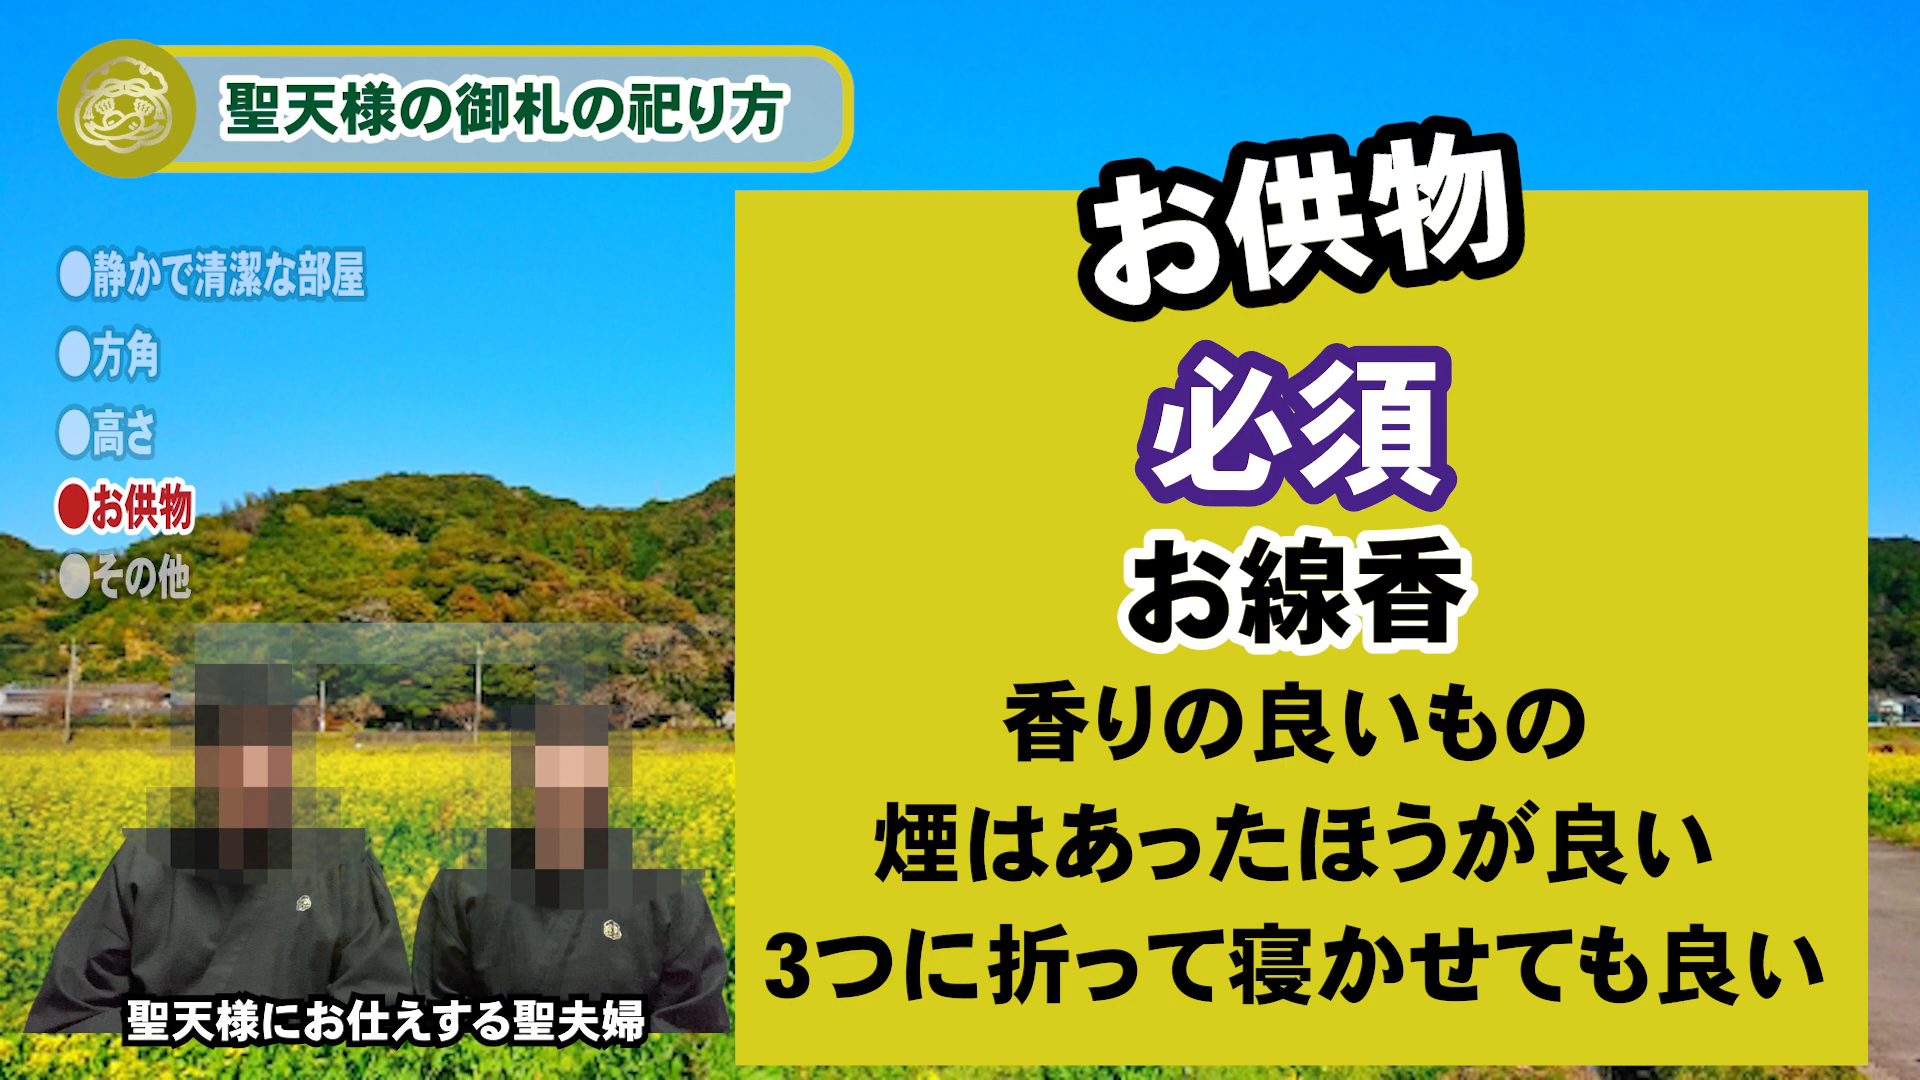 聖天様の御札の祀り方
●静かで清潔な部屋
●方角
●高さ
●お供物
●その他
お供物
必須
お線香
香りの良いもの
煙はあったほうが良い
3つに折って寝かせても良い
聖天様にお仕えする聖夫婦